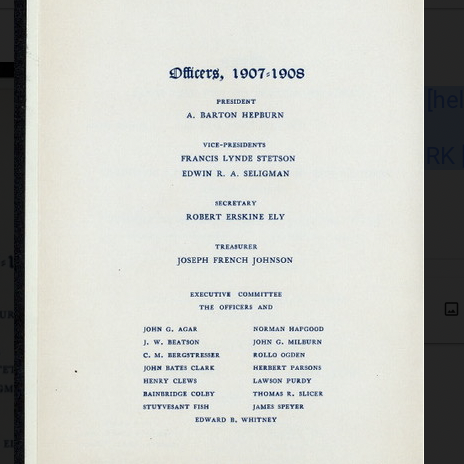 Officers, 1907-1908
PRESIDENT
A. BARTON HEPBURN
VICE-PRESIDENTS
FRANCIS LYNDE STETSON
EDWIN R. A. SELIGMAN
SECRETARY
ROBERT ERSKINE ELY
TREASURER
JOSEPH FRENCH JOHNSON
EXECUTIVE COMMITTEE
THE OFFICERS AND
JOHN G. AGAR
J. W. BEATSON
C. M. BERGSTRESSER
JOHN BATES CLARK
HENRY CLEWS
BAINBRIDGE COLBY
STUYVESANT FISH
NORMAN HAPGOOD
JOHN G. MILBURN
ROLLO OGDEN
HERBERT PARSONS
LAWSON PURDY
THOMAS R. SLICER
JAMES SPEYER
EDWARD B. WHITNEY
[hel
RK